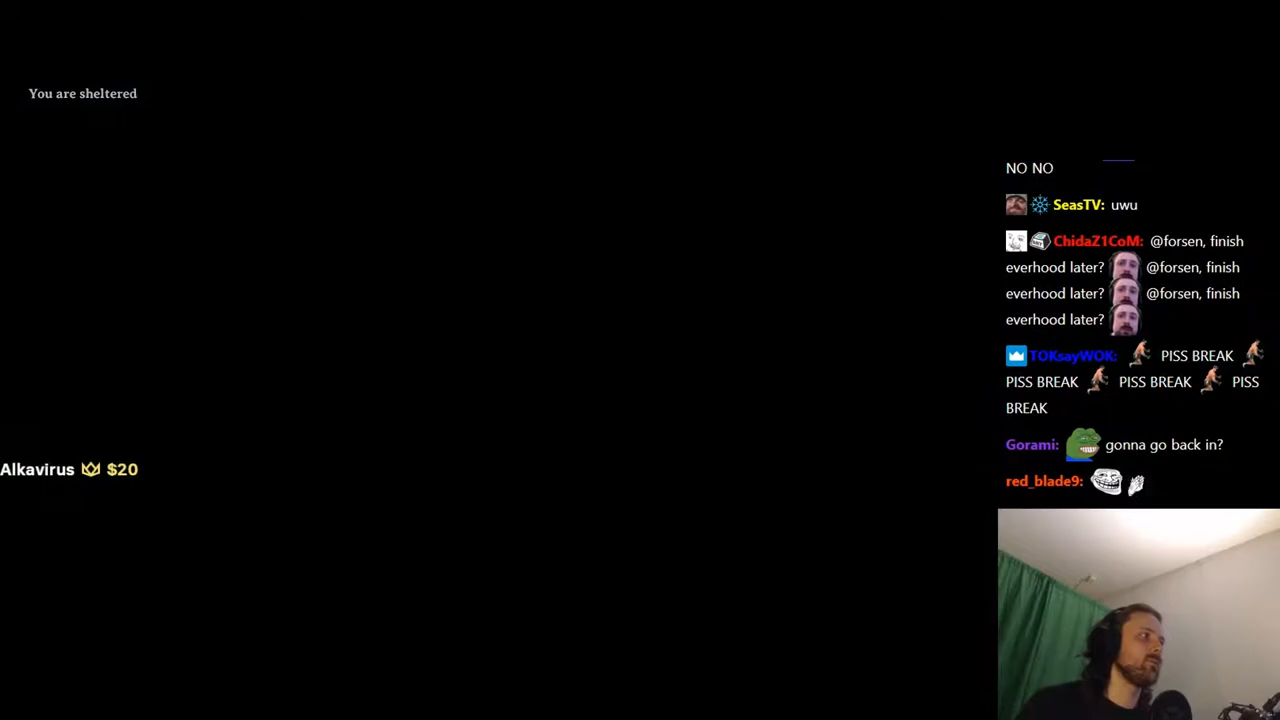 You are sheltered
NO NO
SeasTV: uwu
ChidaZ1CoM: @forsen, finish
everhood later? @forsen, finish
everhood later? @forsen, finish
everhood later?
TOKsayWOK: PISS BREAK
PISS BREAK PISS BREAK PISS
BREAK
Gorami: gonna go back in?
Alkavirus $20
red_blade9: